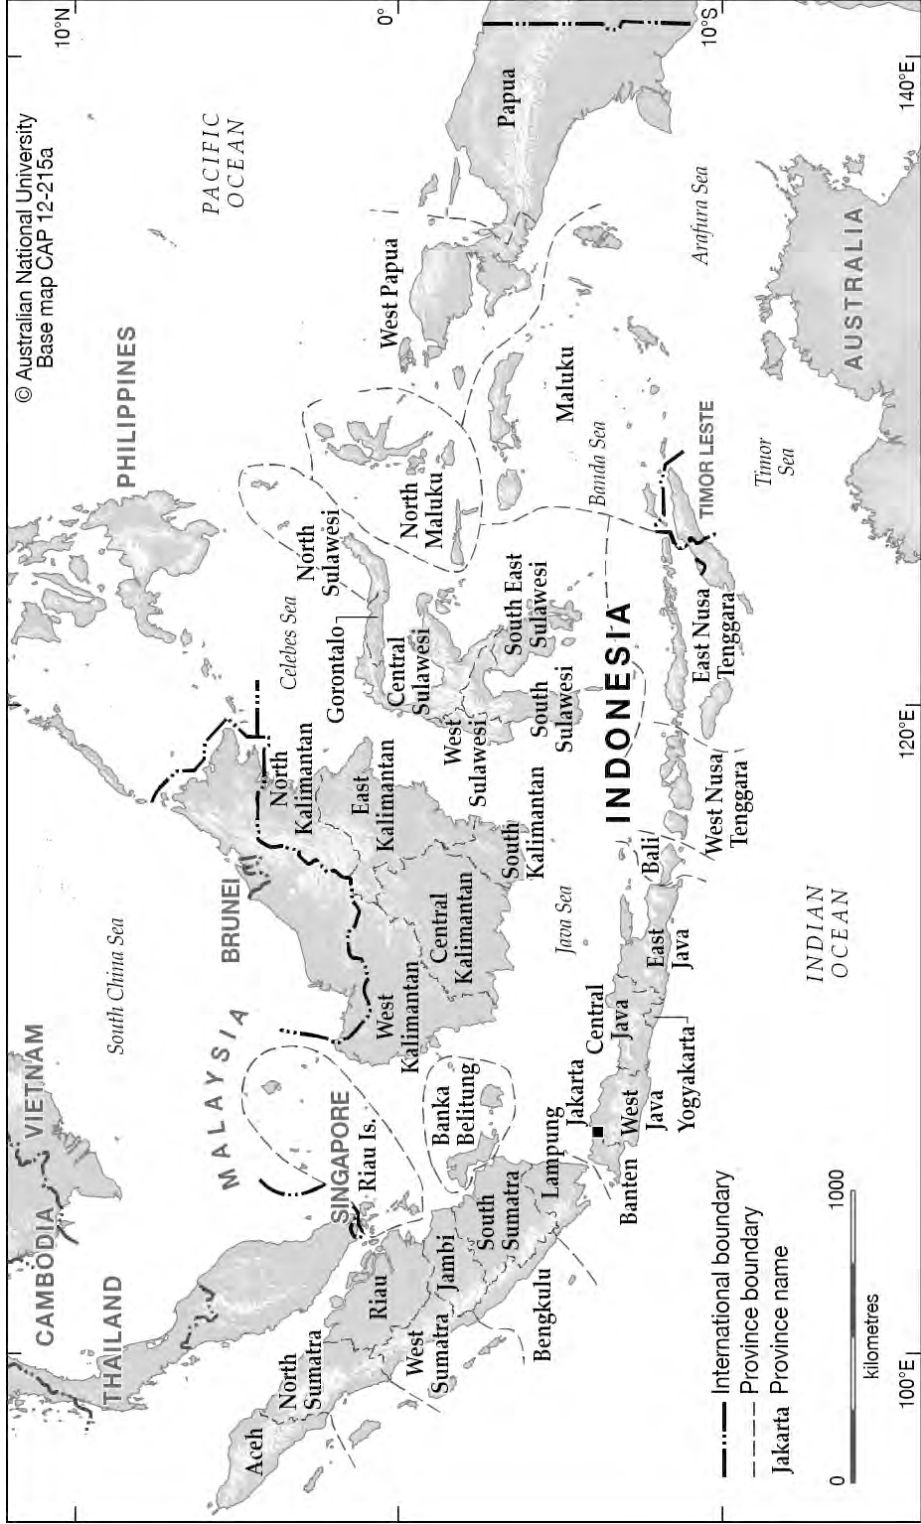 © Australian National University
Base map CAP 12-215a
10°N
0°
10°S
100°E
120°E
140°E
CAMBODIA
VIETNAM
THAILAND
South China Sea
PHILIPPINES
PACIFIC
OCEAN
MALAYSIA
BRUNEI
SINGAPORE
Celebes Sea
Aceh
North
Sumatra
Riau
Riau Is.
West
Sumatra
Jambi
Banka
Belitung
South
Sumatra
Bengkulu
Lampung
West
Kalimantan
Central
Kalimantan
North
Kalimantan
East
Kalimantan
South
Kalimantan
North
Sulawesi
Gorontalo
Central
Sulawesi
West
Sulawesi
South
Sulawesi
South East
Sulawesi
North
Maluku
Maluku
West Papua
Papua
Java Sea
Banda Sea
Arafura Sea
INDONESIA
Jakarta
Banten
West
Java
Central
Java
Yogyakarta
East
Java
Bali
West Nusa
Tenggara
East Nusa
Tenggara
TIMOR LESTE
Timor
Sea
AUSTRALIA
INDIAN
OCEAN
International boundary
Province boundary
Jakarta Province name
0 1000
kilometres